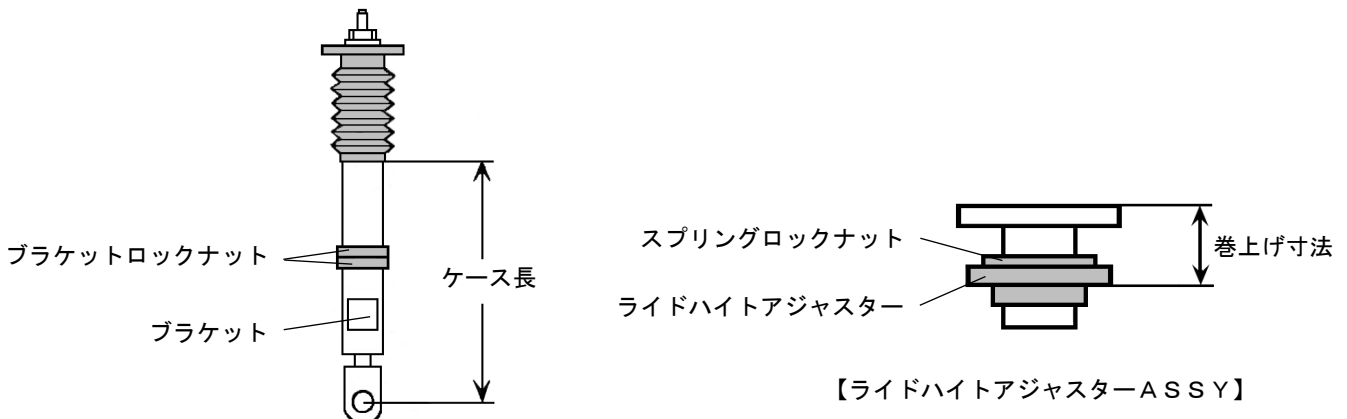 ブラケットロックナット
ブラケット
ケース長
スプリングロックナット
ライドハイトアジャスター
巻上げ寸法
【ライドハイトアジャスターＡＳＳＹ】